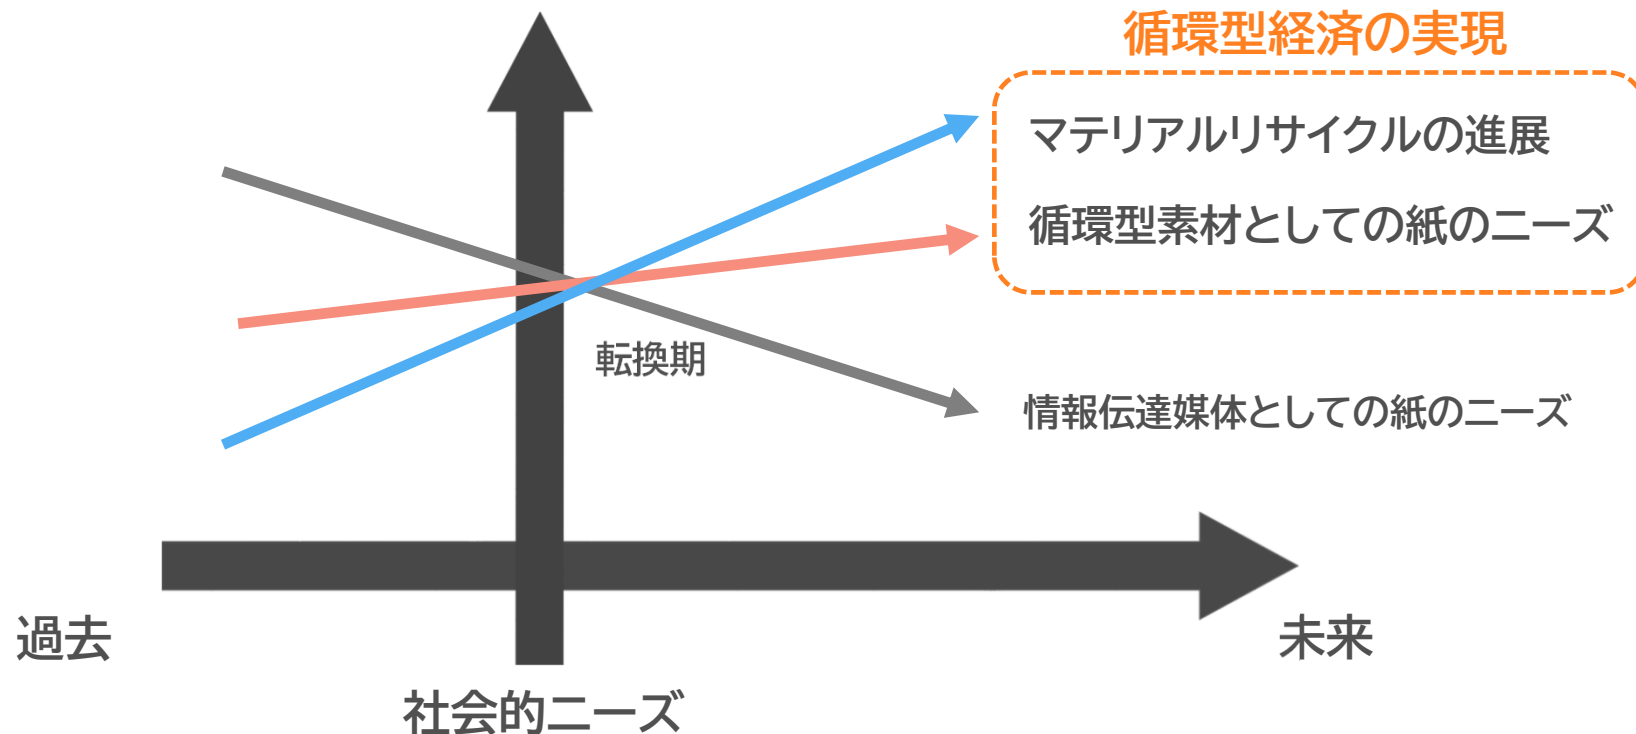 循環型経済の実現
マテリアルリサイクルの進展
循環型素材としての紙のニーズ
転換期
情報伝達媒体としての紙のニーズ
過去
未来
社会的ニーズ